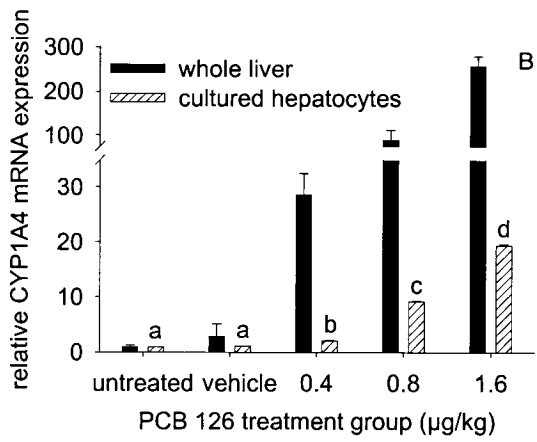 relative CYP1A4 mRNA expression
300
200
100
30
20
10
0
whole liver
cultured hepatocytes
B
a
a
b
c
d
untreated vehicle 0.4 0.8 1.6
PCB 126 treatment group (µg/kg)